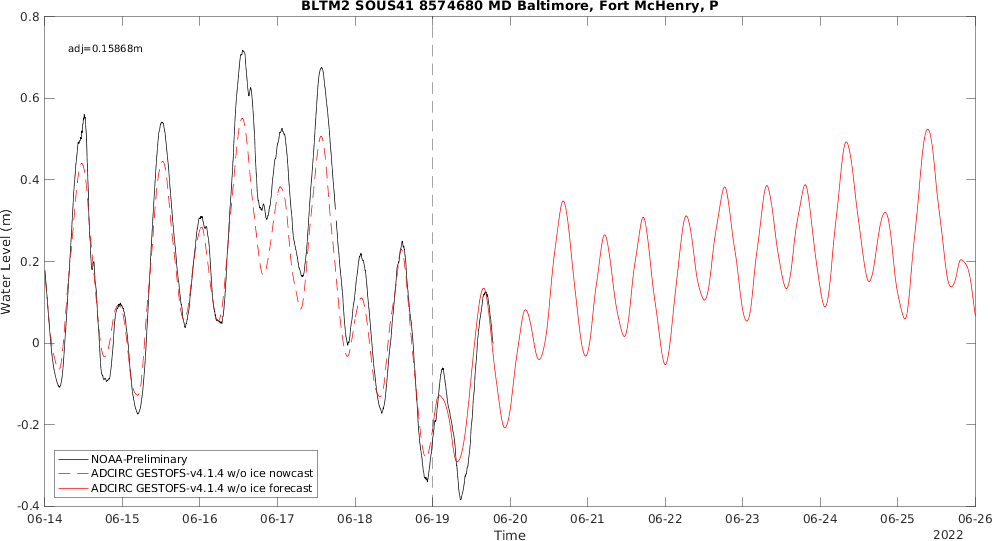 BLTM2 SOUS41 8574680 MD Baltimore, Fort McHenry, P
adj=0.15868m
0.8
0.6
0.4
0.2
0
-0.2
-0.4
Water Level (m)
NOAA-Preliminary
ADCIRC GESTOFS-v4.1.4 w/o ice nowcast
ADCIRC GESTOFS-v4.1.4 w/o ice forecast
06-14 06-15 06-16 06-17 06-18 06-19 06-20 06-21 06-22 06-23 06-24 06-25 06-26
Time
2022